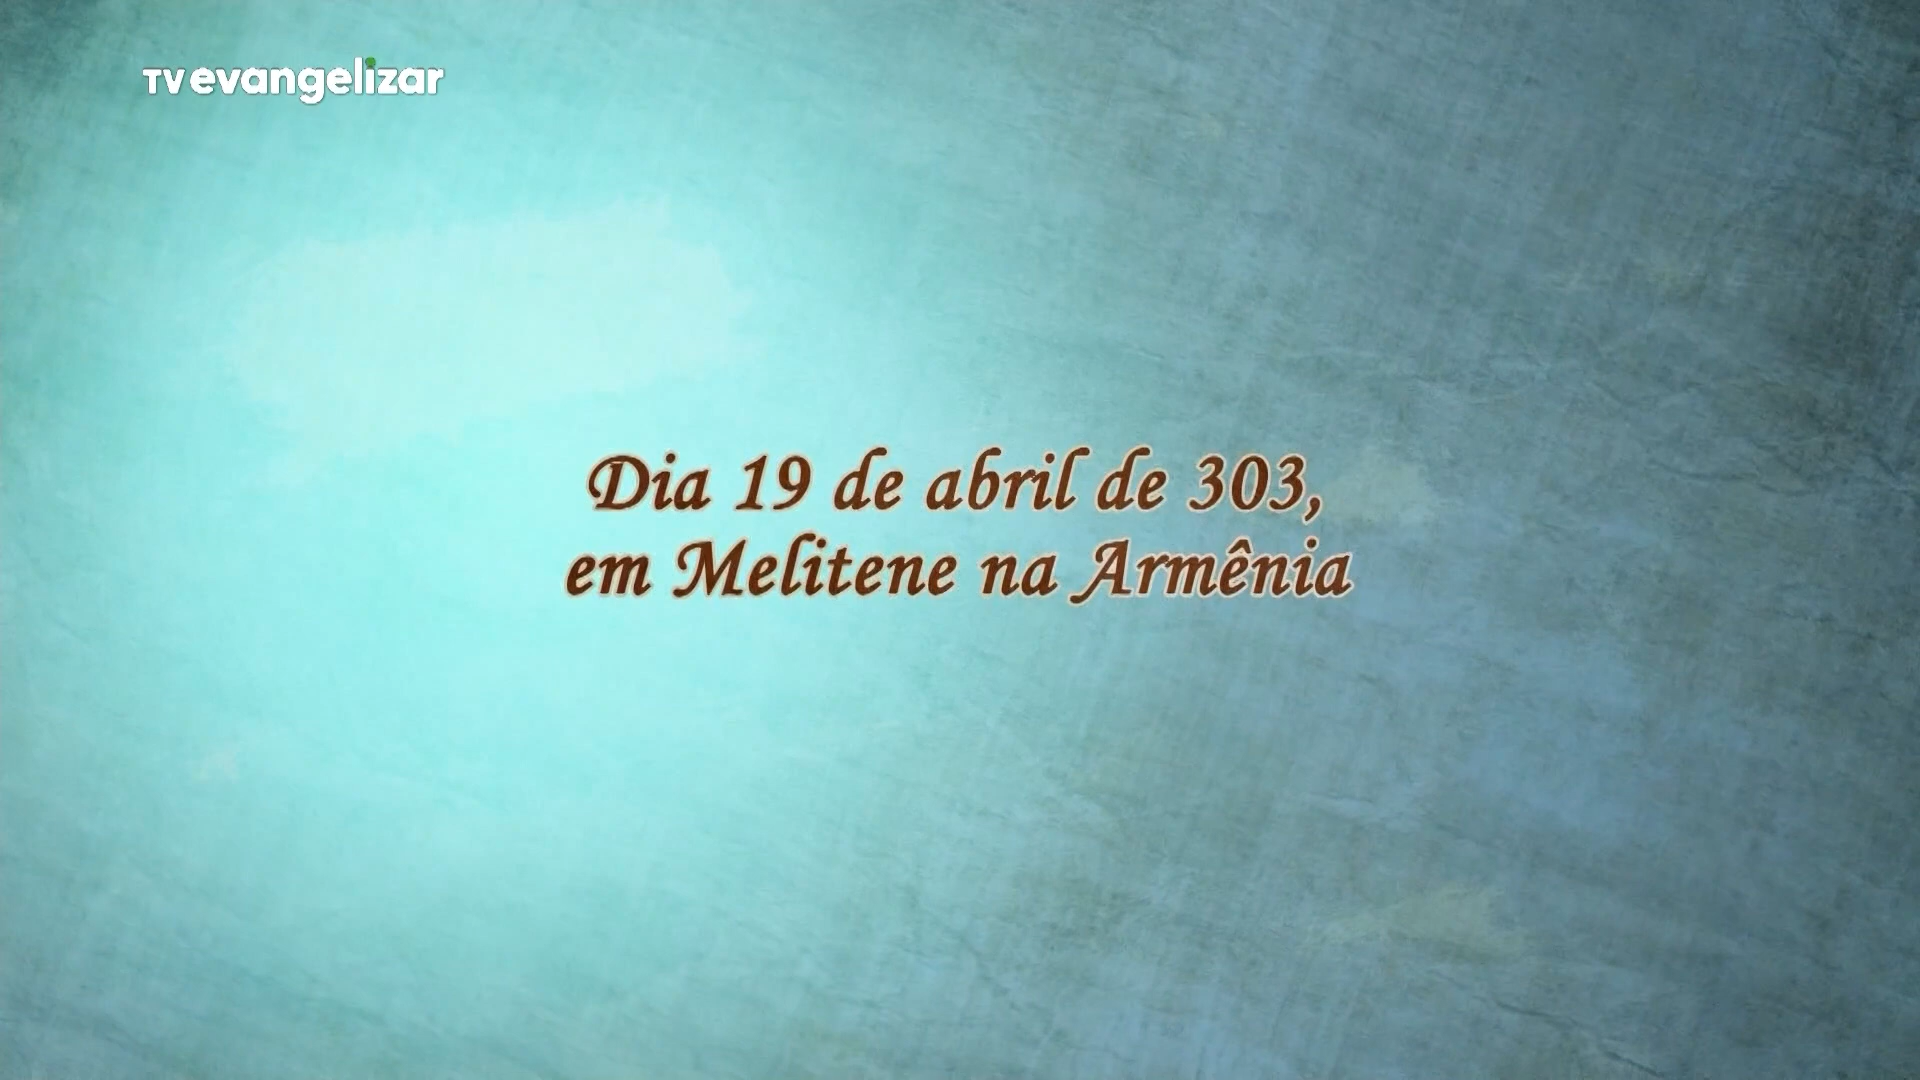 TV evangelizar
Dia 19 de abril de 303,
em Melitene na Armênia